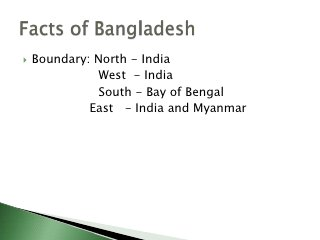 Facts of Bangladesh
Boundary: North - India
West - India
South - Bay of Bengal
East - India and Myanmar